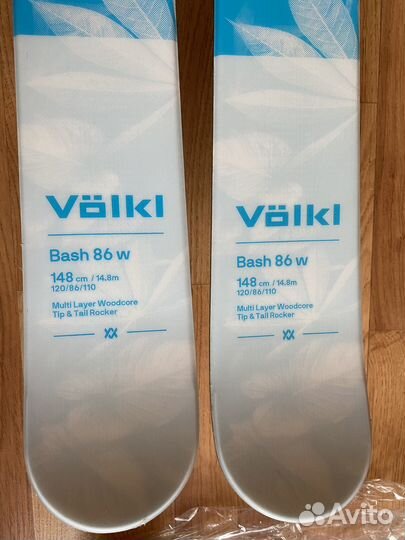 Völkl
Bash 86 w
148 cm / 14.8m
120/86/110
Multi Layer Woodcore
Tip & Tail Rocker
Völkl
Bash 86 w
148 cm / 14.8m
120/86/110
Multi Layer Woodcore
Tip & Tail Rocker
Avito